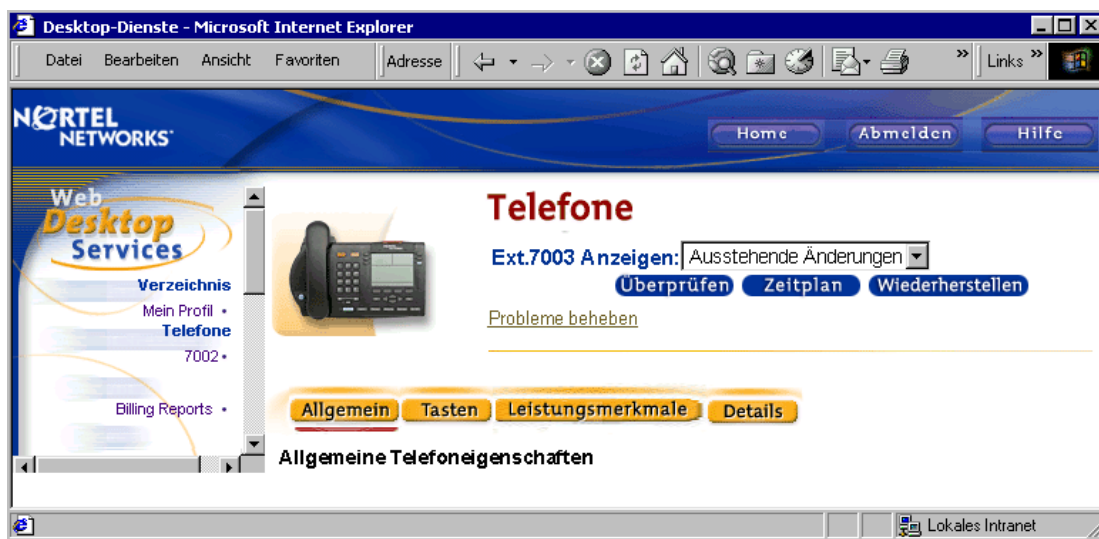 Desktop-Dienste - Microsoft Internet Explorer
Datei Bearbeiten Ansicht Favoriten Adresse » Links »
NORTEL
NETWORKS
Home Abmelden Hilfe
Web
Desktop
Services
Verzeichnis
Mein Profil •
Telefone
7002 •
Billing Reports •
Telefone
Ext.7003 Anzeigen: Ausstehende Änderungen
Überprüfen Zeitplan Wiederherstellen
Probleme beheben
Allgemein Tasten Leistungsmerkmale Details
Allgemeine Telefoneigenschaften
Lokales Intranet